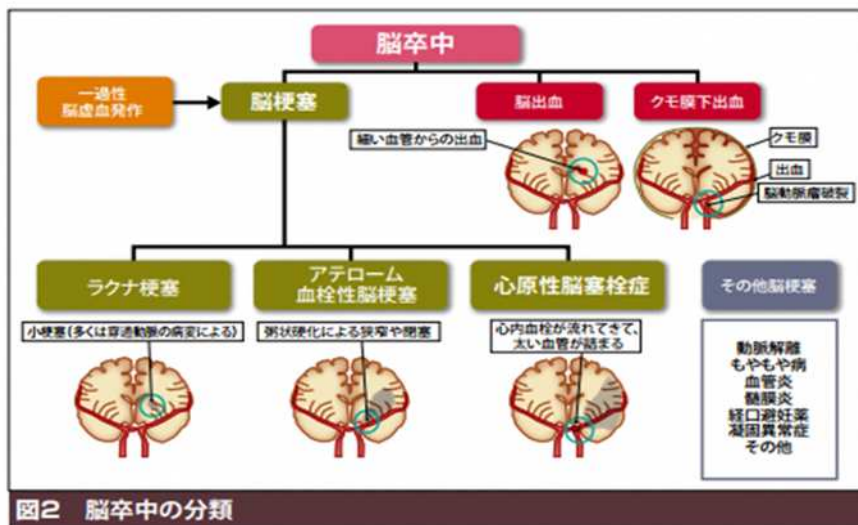 脳卒中
一過性
脳虚血発作
脳梗塞
脳出血
クモ膜下出血
細い血管からの出血
クモ膜
出血
脳動脈瘤破裂
ラクナ梗塞
アテローム
血栓性脳梗塞
心原性脳塞栓症
その他脳梗塞
小梗塞(多くは穿通動脈の病変による)
粥状硬化による狭窄や閉塞
心内血栓が流れてきて、
太い血管が詰まる
動脈解離
もやもや病
血管炎
髄膜炎
経口避妊薬
凝固異常症
その他
図2 脳卒中の分類